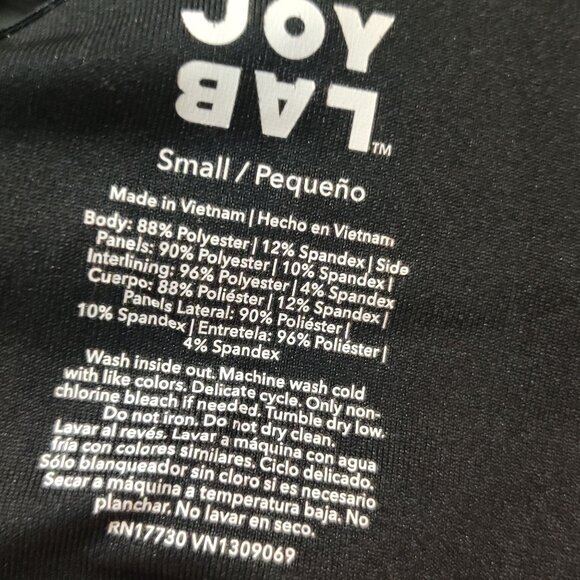 JOY
LAB
TM
Small / Pequeño
Made in Vietnam | Hecho en Vietnam
Body: 88% Polyester | 12% Spandex | Side
Panels: 90% Polyester | 10% Spandex |
Interlining: 96% Polyester | 4% Spandex
Cuerpo: 88% Poliéster | 12% Spandex |
Panels Lateral: 90% Poliéster |
10% Spandex | Entretela: 96% Poliéster |
4% Spandex
Wash inside out. Machine wash cold
with like colors. Delicate cycle. Only non-
chlorine bleach if needed. Tumble dry low.
Do not iron. Do not dry clean.
Lavar al revés. Lavar a máquina con agua
fría con colores similares. Ciclo delicado.
Sólo blanqueador sin cloro si es necesario
Secar a máquina a temperatura baja. No
planchar. No lavar en seco.
RN17730 VN1309069